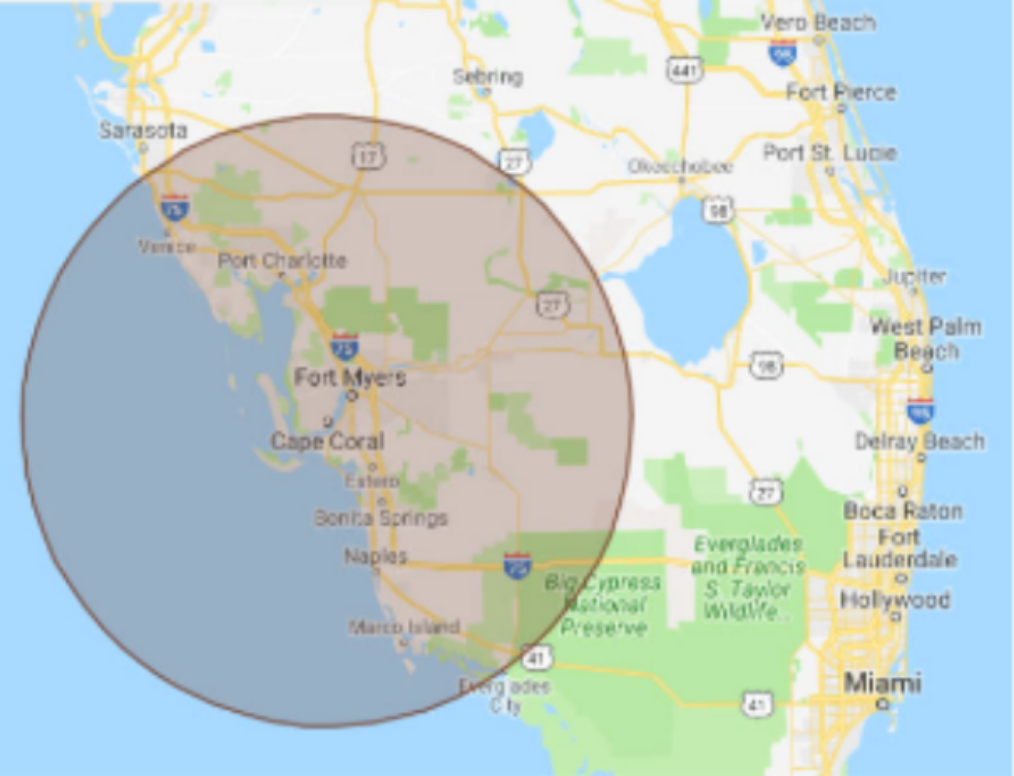 Vero Beach
95
441
Sebring
Fort Pierce
Sarasota
17
27
Port St. Lucie
Okeechobee
98
75
Venice
Port Charlotte
Jupiter
27
West Palm
Beach
75
98
Fort Myers
95
Cape Coral
Delray Beach
Estero
27
Bonita Springs
Boca Raton
Naples
75
Everglades
and Francis
S. Taylor
Wildlife...
Fort
Lauderdale
Big Cypress
National
Preserve
Hollywood
Marco Island
41
Everglades
City
Miami
41